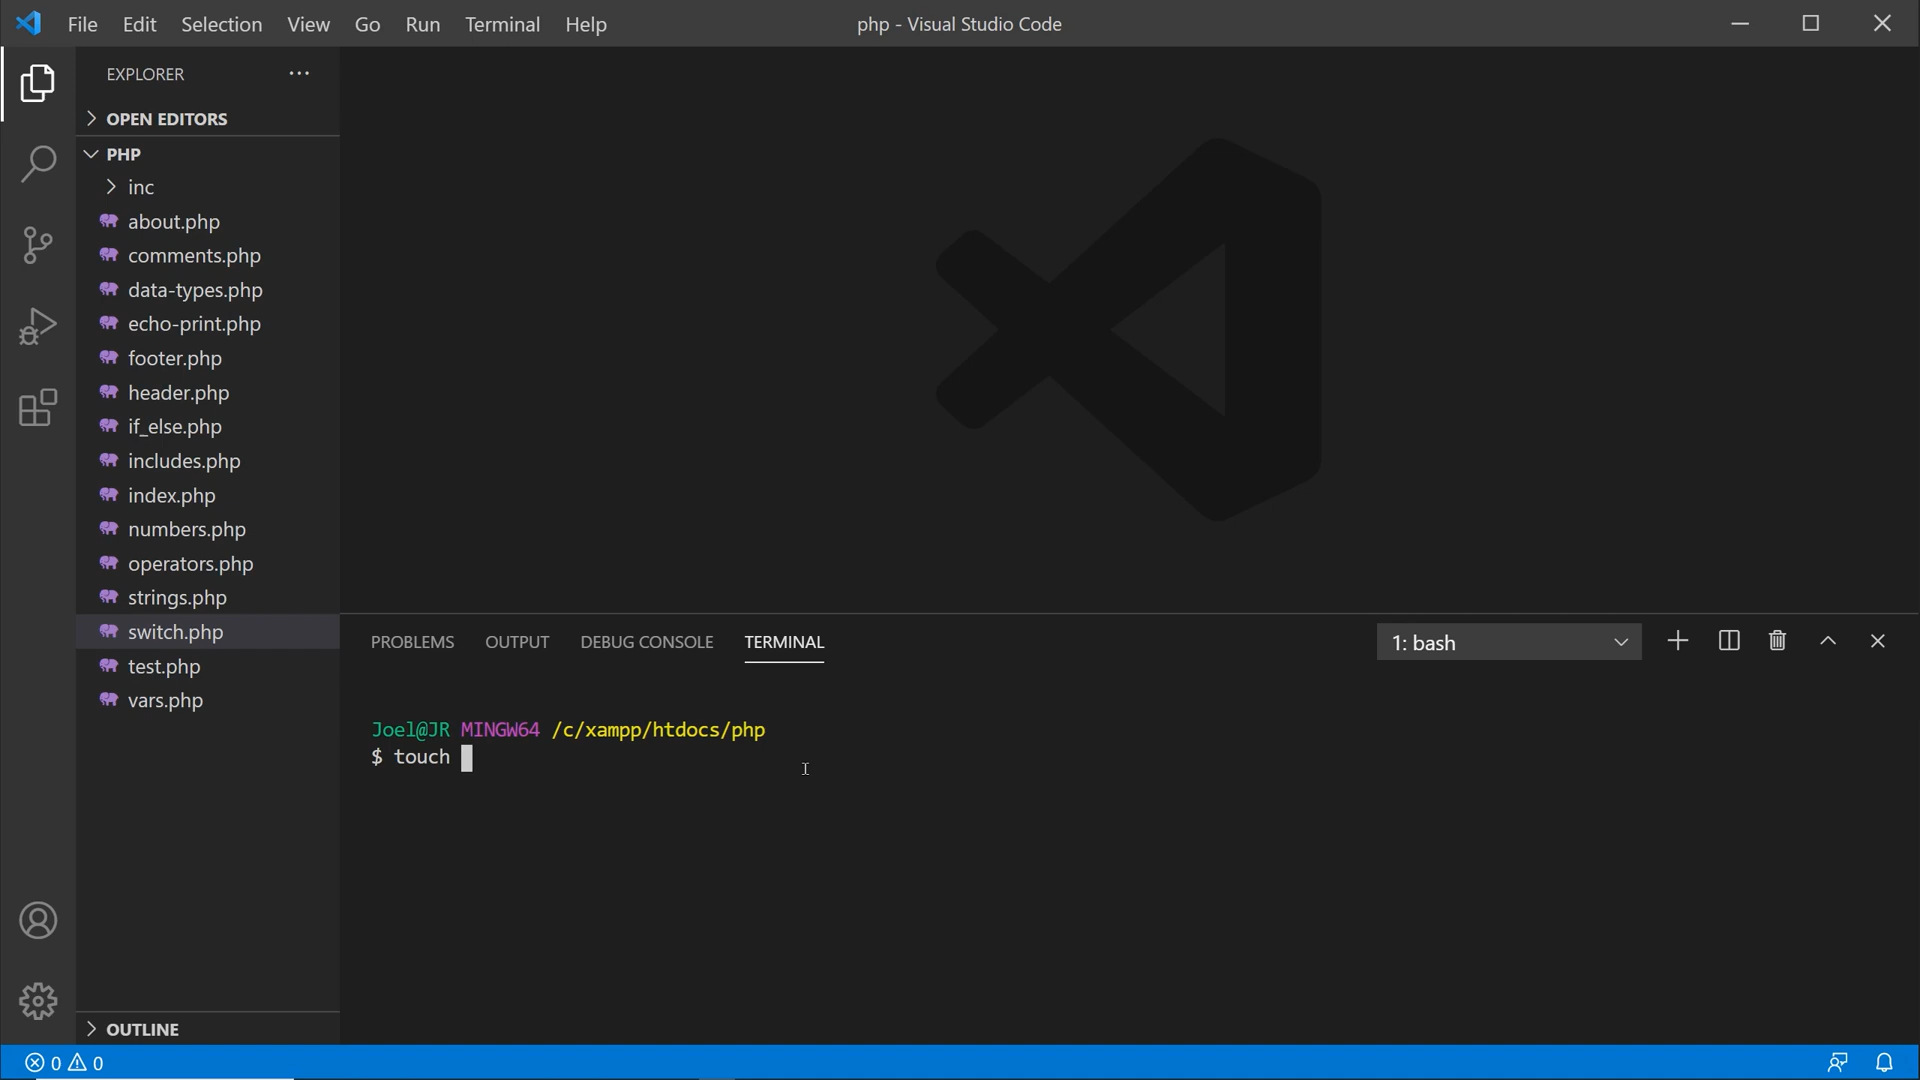 File Edit Selection View Go Run Terminal Help
php - Visual Studio Code
EXPLORER
OPEN EDITORS
PHP
inc
about.php
comments.php
data-types.php
echo-print.php
footer.php
header.php
if_else.php
includes.php
index.php
numbers.php
operators.php
strings.php
switch.php
test.php
vars.php
OUTLINE
PROBLEMS OUTPUT DEBUG CONSOLE TERMINAL
1: bash
Joel@JR MINGW64 /c/xampp/htdocs/php
$ touch
0 0